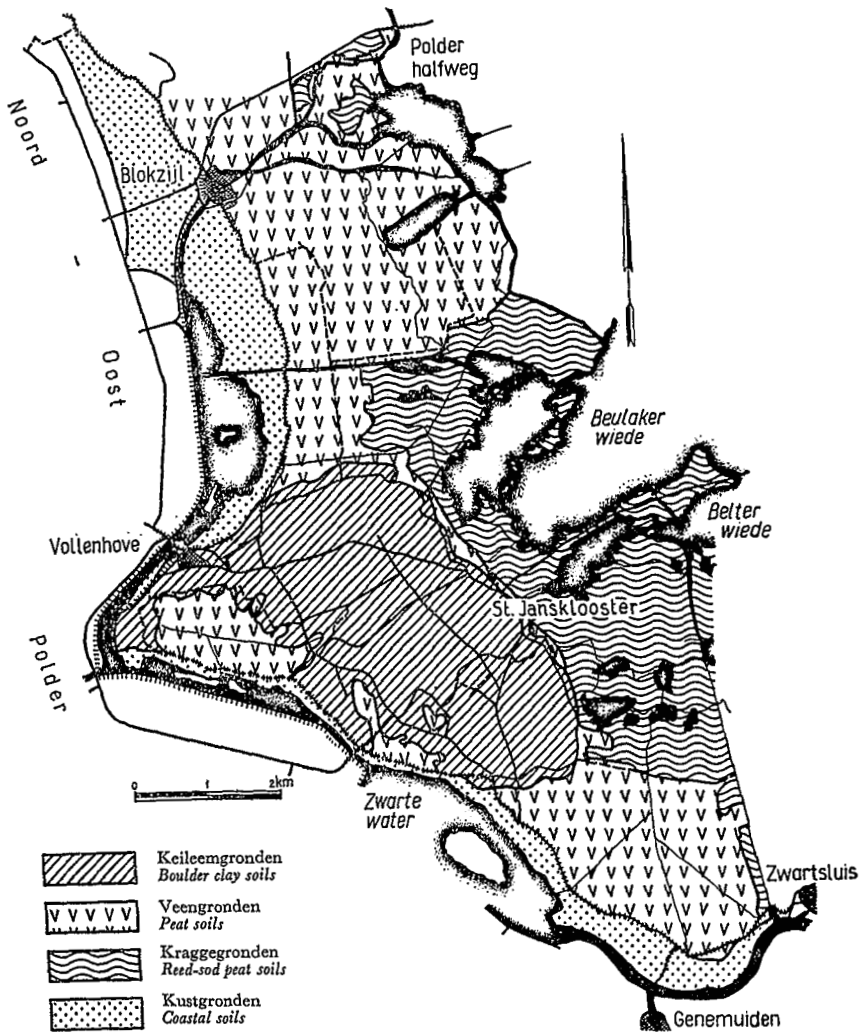 Polder
halfweg
Noord
Blokzijl
Oost
Beulaker
wiede
Belter
wiede
Vollenhove
St. Jansklooster
Polder
0 1 2km
Zwarte
water
Zwartsluis
Genemuiden
Keileemgronden
Boulder clay soils
Veengronden
Peat soils
Kraggegronden
Reed-sod peat soils
Kustgronden
Coastal soils